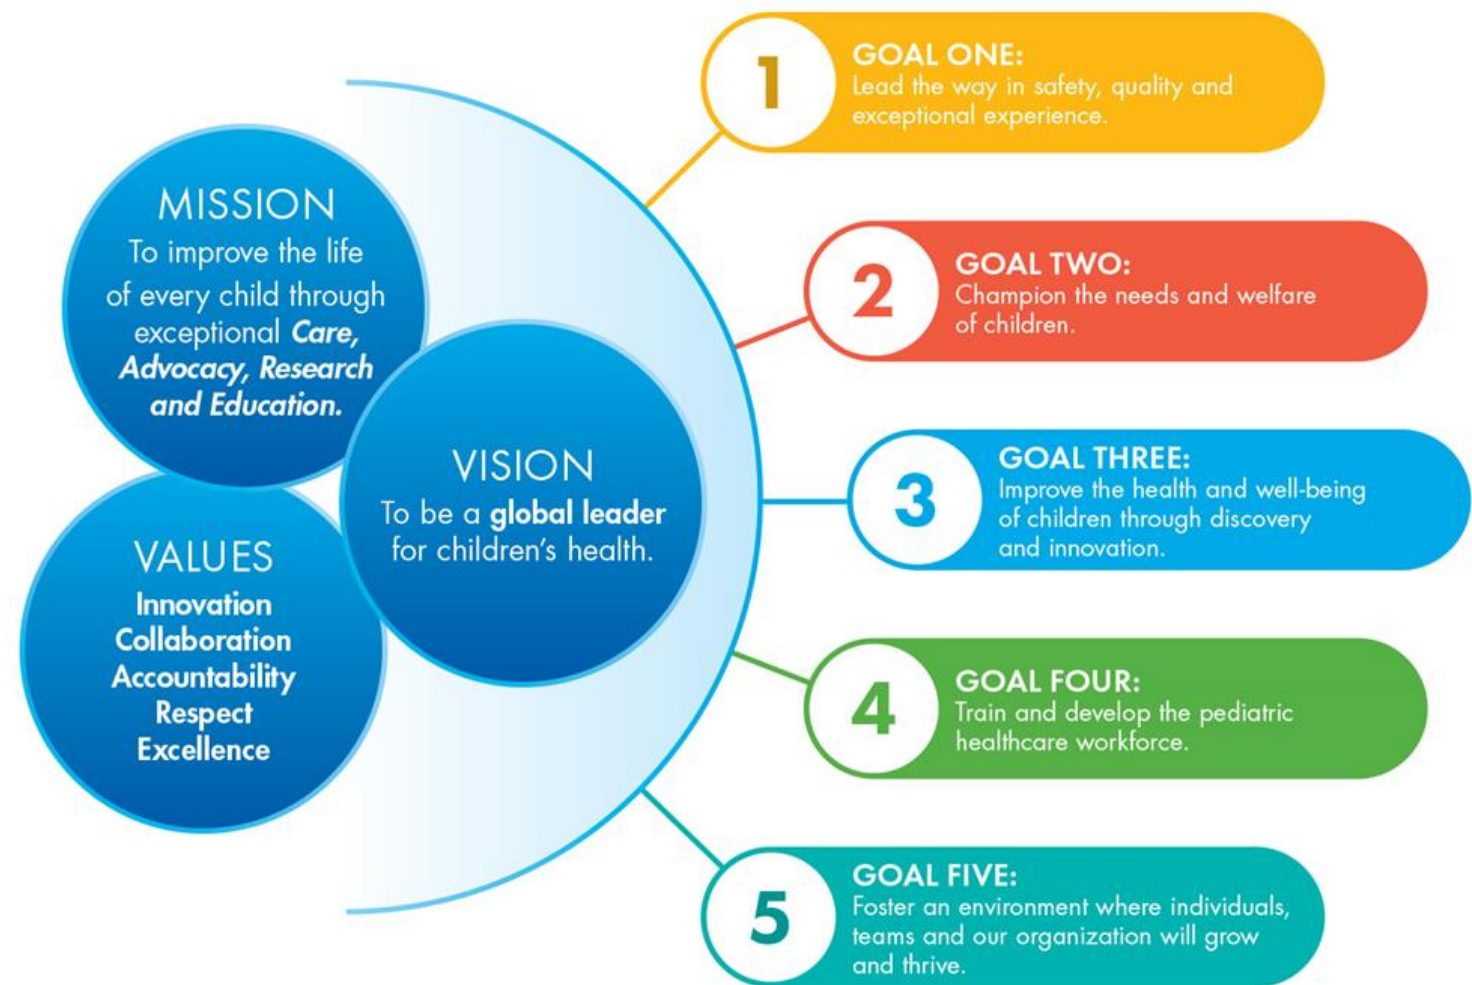 MISSION
To improve the life
of every child through
exceptional Care,
Advocacy, Research
and Education.
VISION
To be a global leader
for children’s health.
VALUES
Innovation
Collaboration
Accountability
Respect
Excellence
1
GOAL ONE:
Lead the way in safety, quality and
exceptional experience.
2
GOAL TWO:
Champion the needs and welfare
of children.
3
GOAL THREE:
Improve the health and well-being
of children through discovery
and innovation.
4
GOAL FOUR:
Train and develop the pediatric
healthcare workforce.
5
GOAL FIVE:
Foster an environment where individuals,
teams and our organization will grow
and thrive.